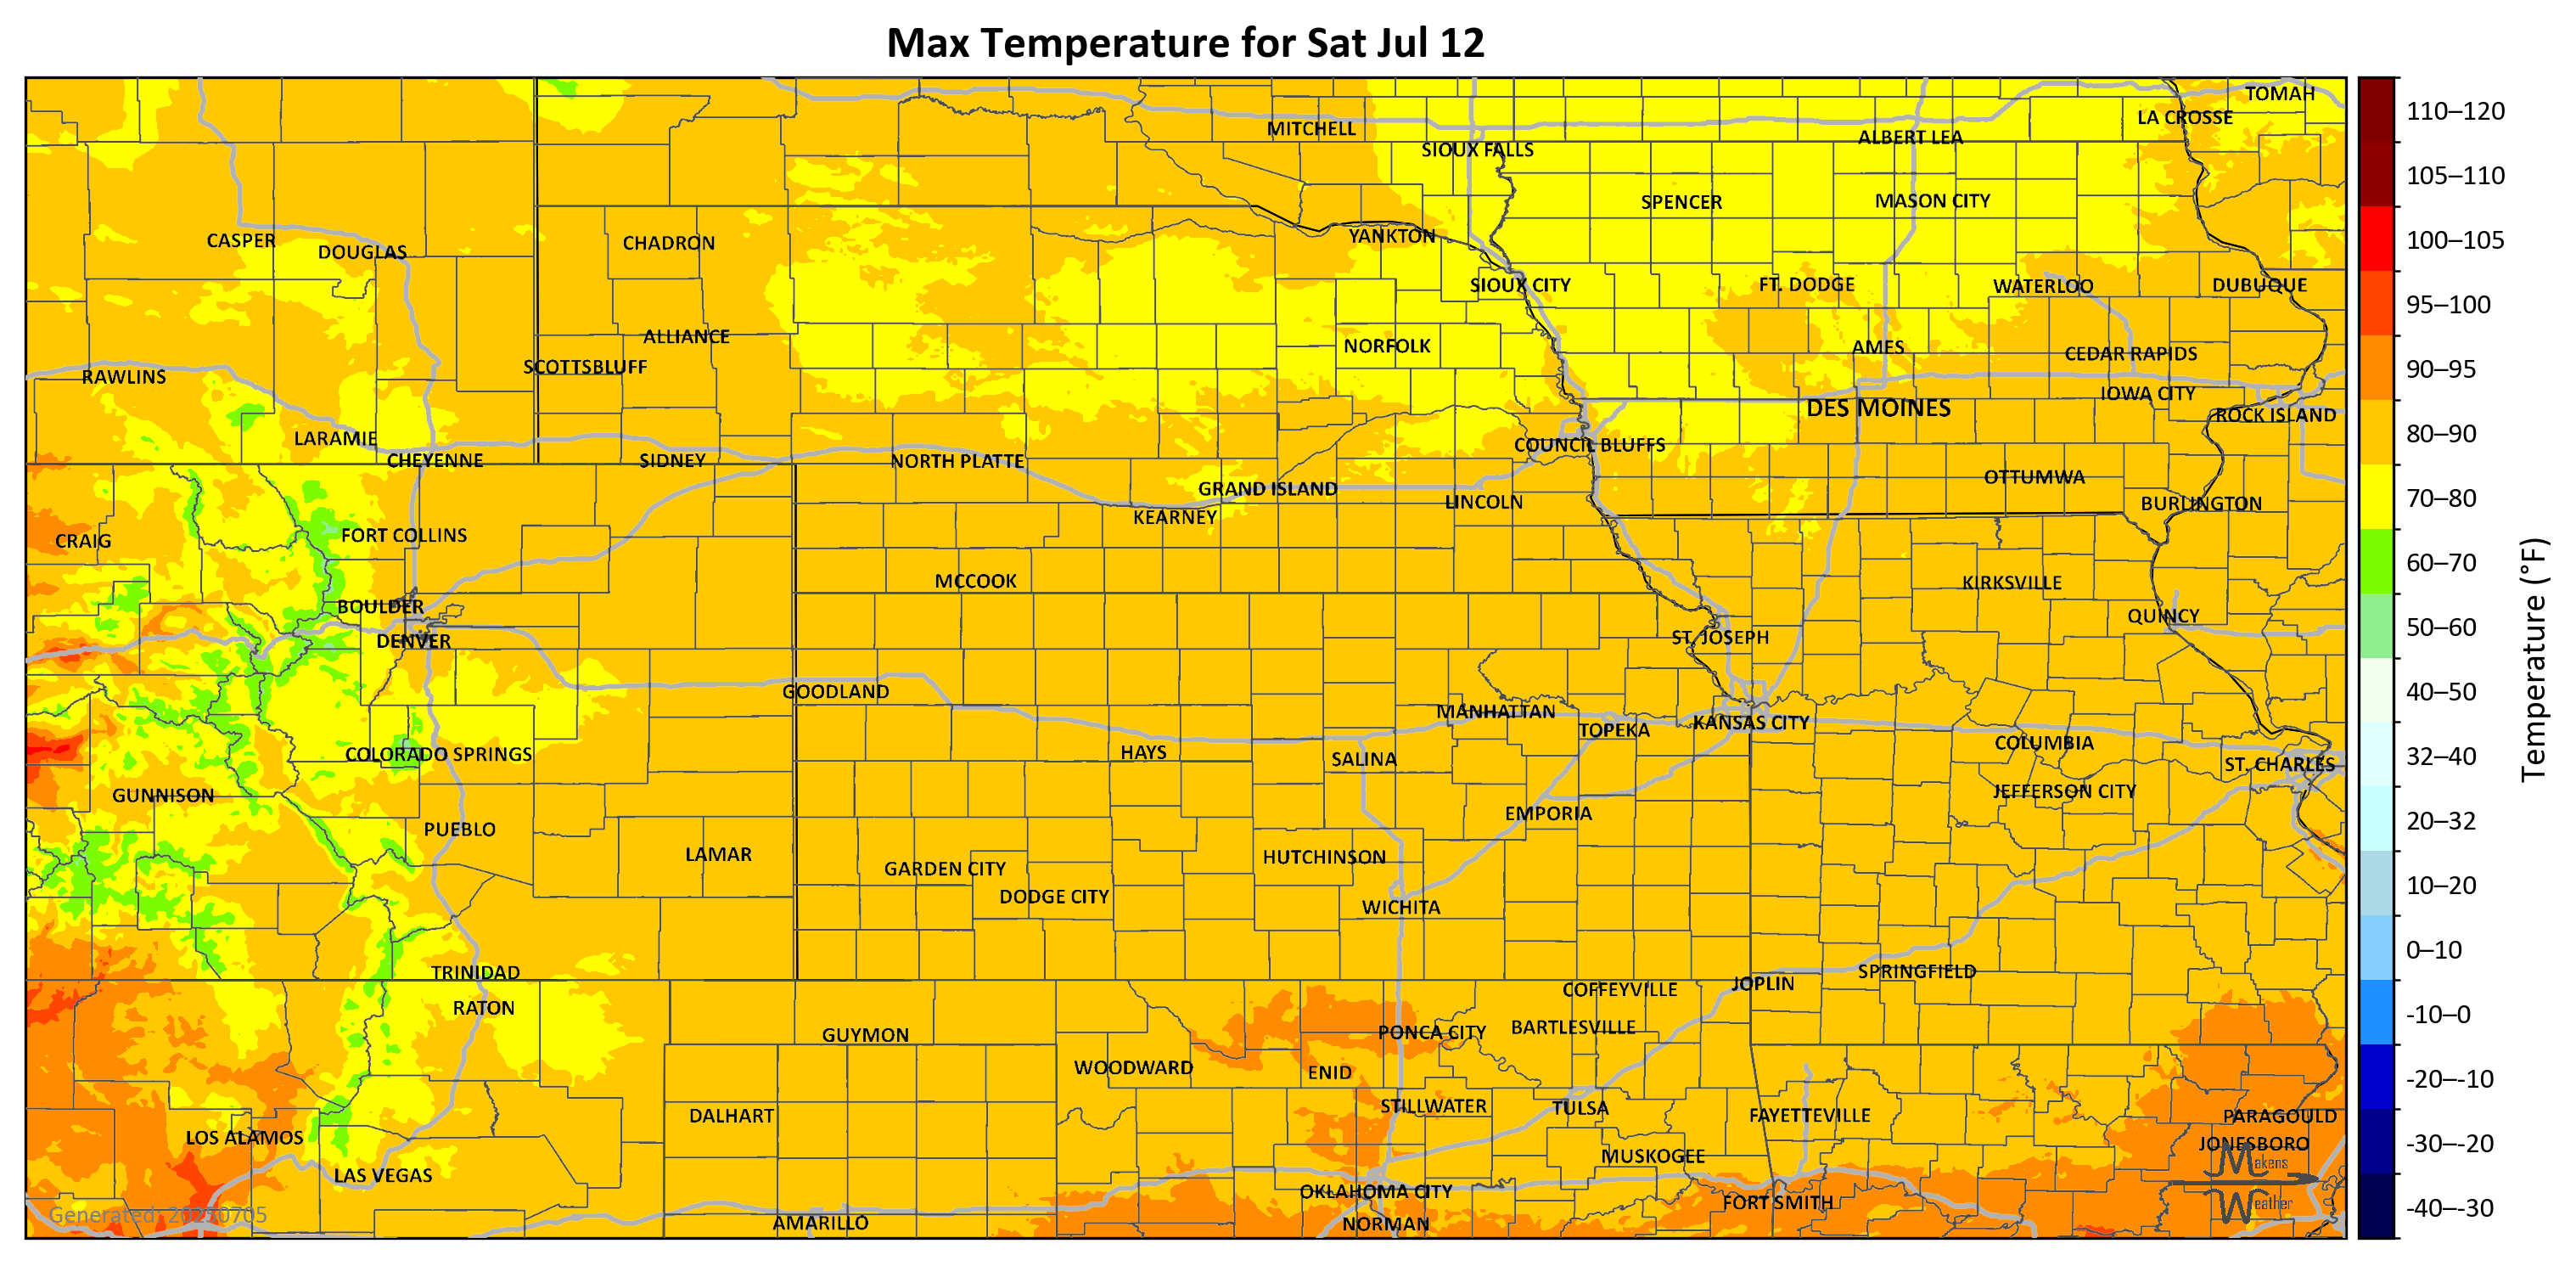 Max Temperature for Sat Jul 12
TOMAH
LA CROSSE
MITCHELL
ALBERT LEA
SIOUX FALLS
SPENCER
MASON CITY
CASPER
DOUGLAS
CHADRON
YANKTON
SIOUX CITY
FT. DODGE
WATERLOO
DUBUQUE
ALLIANCE
NORFOLK
AMES
CEDAR RAPIDS
SCOTTSBLUFF
RAWLINS
IOWA CITY
DES MOINES
ROCK ISLAND
LARAMIE
COUNCIL BLUFFS
CHEYENNE
SIDNEY
NORTH PLATTE
OTTUMWA
GRAND ISLAND
LINCOLN
BURLINGTON
KEARNEY
FORT COLLINS
CRAIG
MCCOOK
KIRKSVILLE
BOULDER
QUINCY
DENVER
ST. JOSEPH
GOODLAND
MANHATTAN
KANSAS CITY
TOPEKA
COLUMBIA
HAYS
COLORADO SPRINGS
SALINA
ST. CHARLES
GUNNISON
JEFFERSON CITY
EMPORIA
PUEBLO
LAMAR
HUTCHINSON
GARDEN CITY
DODGE CITY
WICHITA
TRINIDAD
SPRINGFIELD
JOPLIN
COFFEYVILLE
RATON
BARTLESVILLE
PONCA CITY
GUYMON
WOODWARD
ENID
STILLWATER
TULSA
DALHART
FAYETTEVILLE
PARAGOULD
LOS ALAMOS
JONESBORO
MUSKOGEE
LAS VEGAS
OKLAHOMA CITY
FORT SMITH
AMARILLO
NORMAN
Generated: 20250705
Makens
Weather
110–120
105–110
100–105
95–100
90–95
80–90
70–80
60–70
50–60
40–50
32–40
20–32
10–20
0–10
-10–0
-20–-10
-30–-20
-40–-30
Temperature (°F)